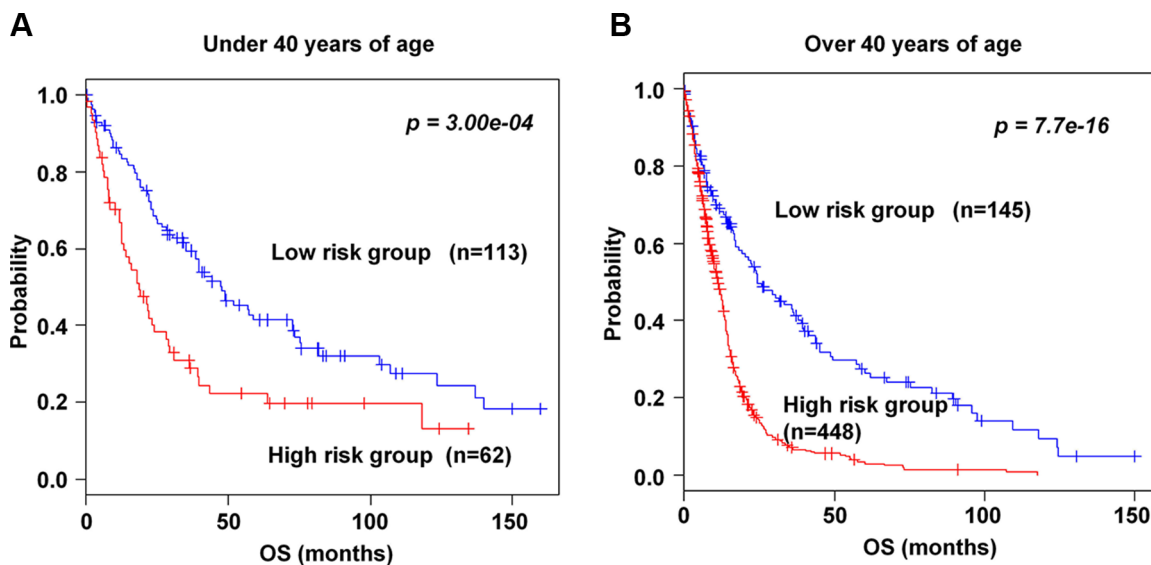 A
Under 40 years of age
p = 3.00e-04
Low risk group (n=113)
High risk group (n=62)
Probability
1.0
0.8
0.6
0.4
0.2
0.0
0
50
100
150
OS (months)
B
Over 40 years of age
p = 7.7e-16
Low risk group (n=145)
High risk group
(n=448)
Probability
1.0
0.8
0.6
0.4
0.2
0.0
0
50
100
150
OS (months)